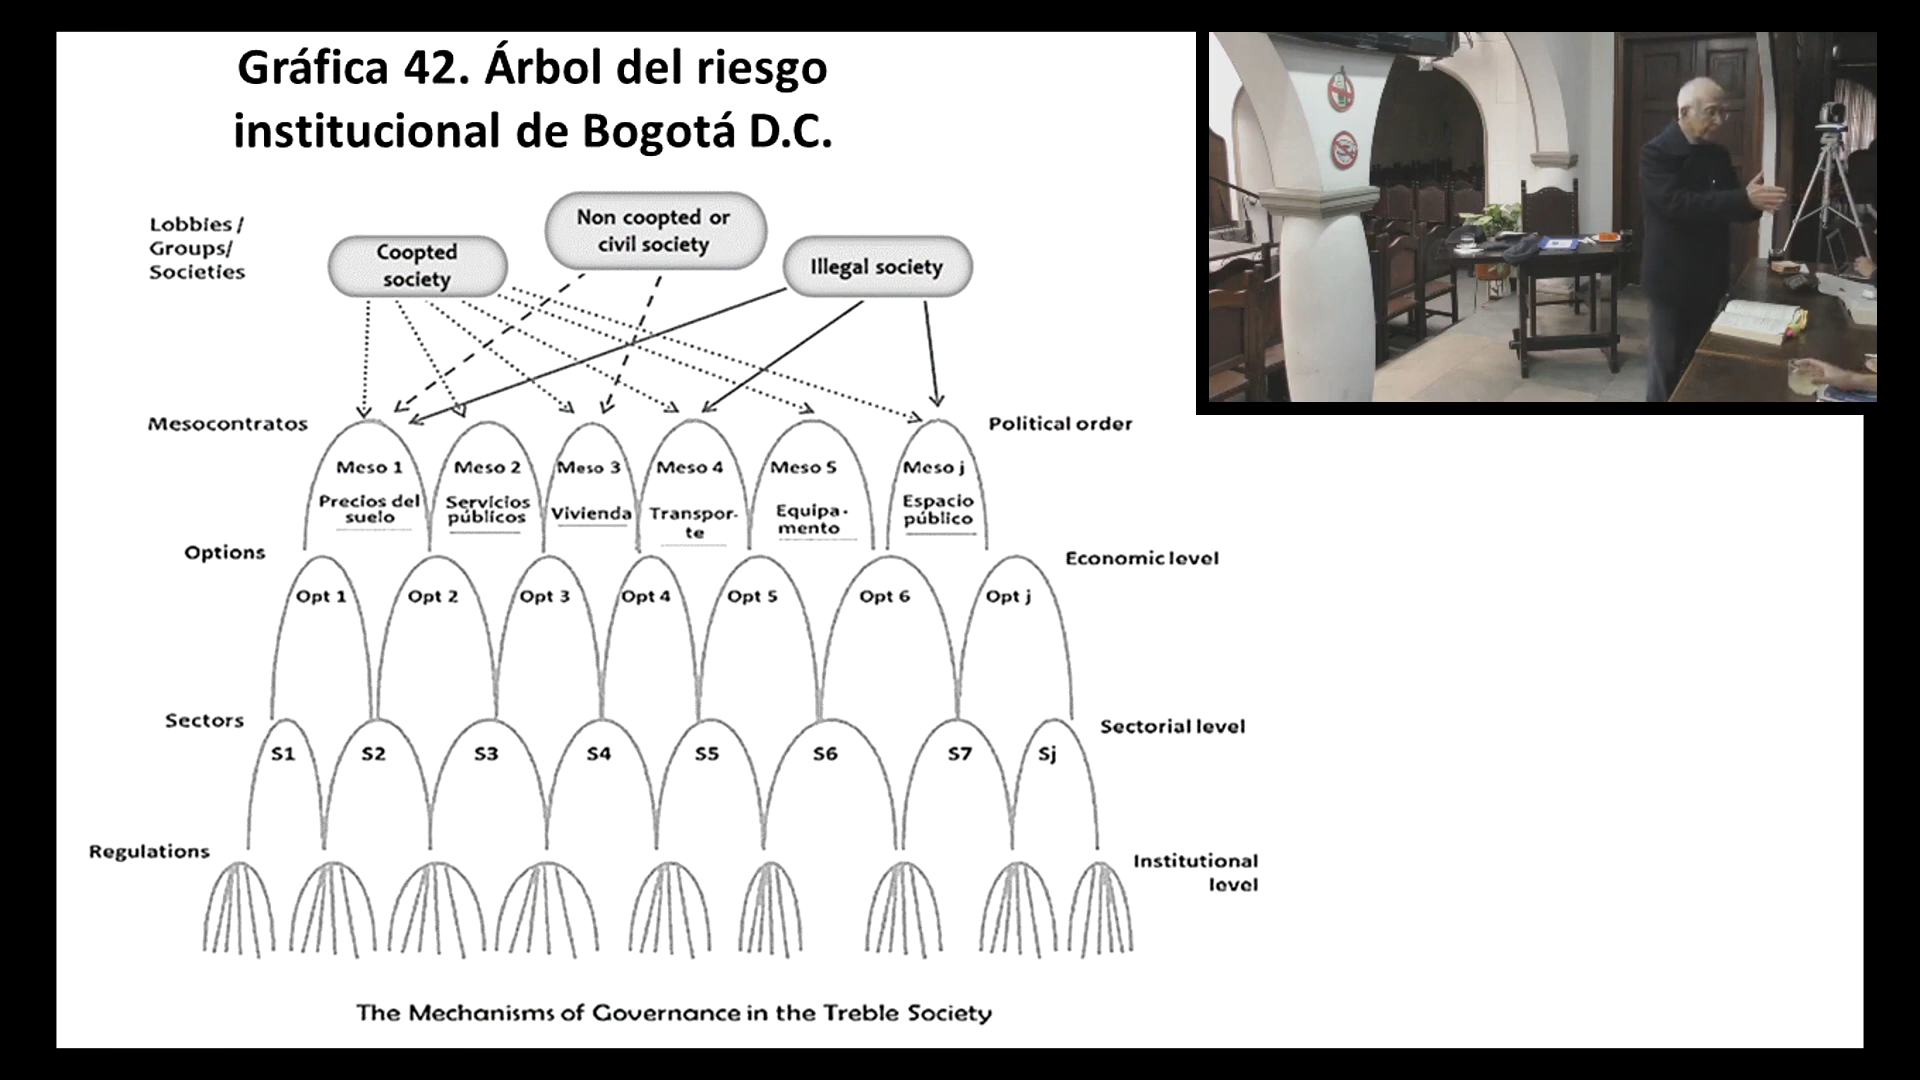 Gráfica 42. Árbol del riesgo
institucional de Bogotá D.C.
Lobbies /
Groups/
Societies
Coopted
society
Non coopted or
civil society
Illegal society
Mesocontratos
Political order
Meso 1
Precios del
suelo
Meso 2
Servicios
públicos
Meso 3
Vivienda
Meso 4
Transpor-
te
Meso 5
Equipa-
mento
Meso j
Espacio
público
Options
Economic level
Opt 1
Opt 2
Opt 3
Opt 4
Opt 5
Opt 6
Opt j
Sectors
Sectorial level
S1
S2
S3
S4
S5
S6
S7
Sj
Regulations
Institutional
level
The Mechanisms of Governance in the Treble Society